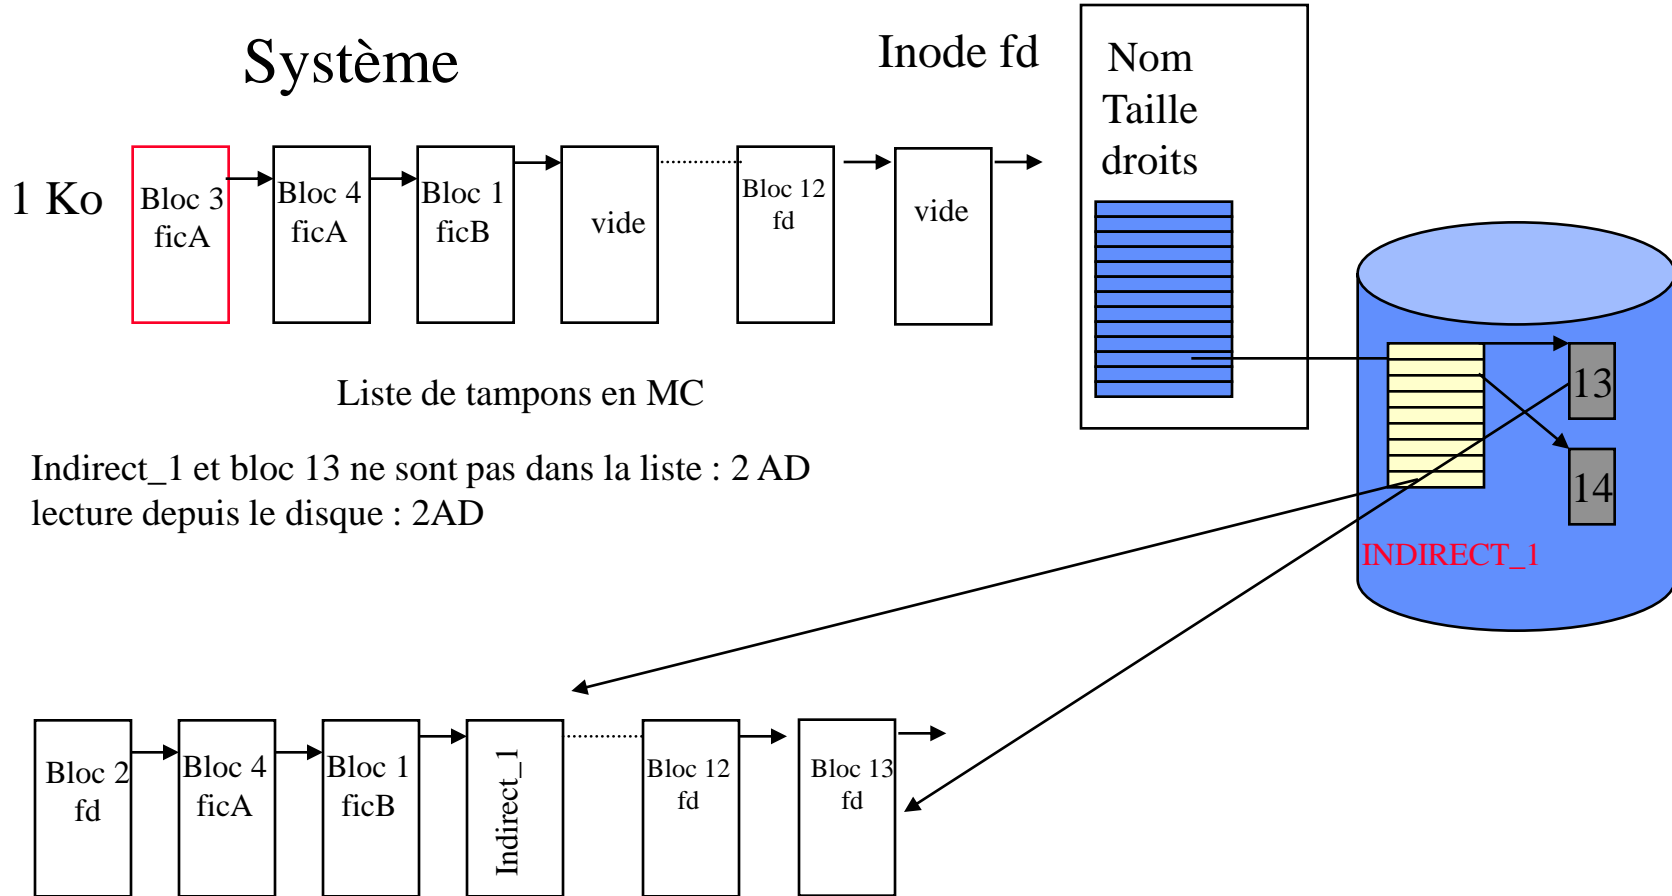 Système
Inode fd
Nom
Taille
droits
1 Ko
Bloc 3
ficA
Bloc 4
ficA
Bloc 1
ficB
vide
Bloc 12
fd
vide
Liste de tampons en MC
Indirect_1 et bloc 13 ne sont pas dans la liste : 2 AD
lecture depuis le disque : 2AD
13
14
INDIRECT_1
Bloc 2
fd
Bloc 4
ficA
Bloc 1
ficB
Indirect_1
Bloc 12
fd
Bloc 13
fd